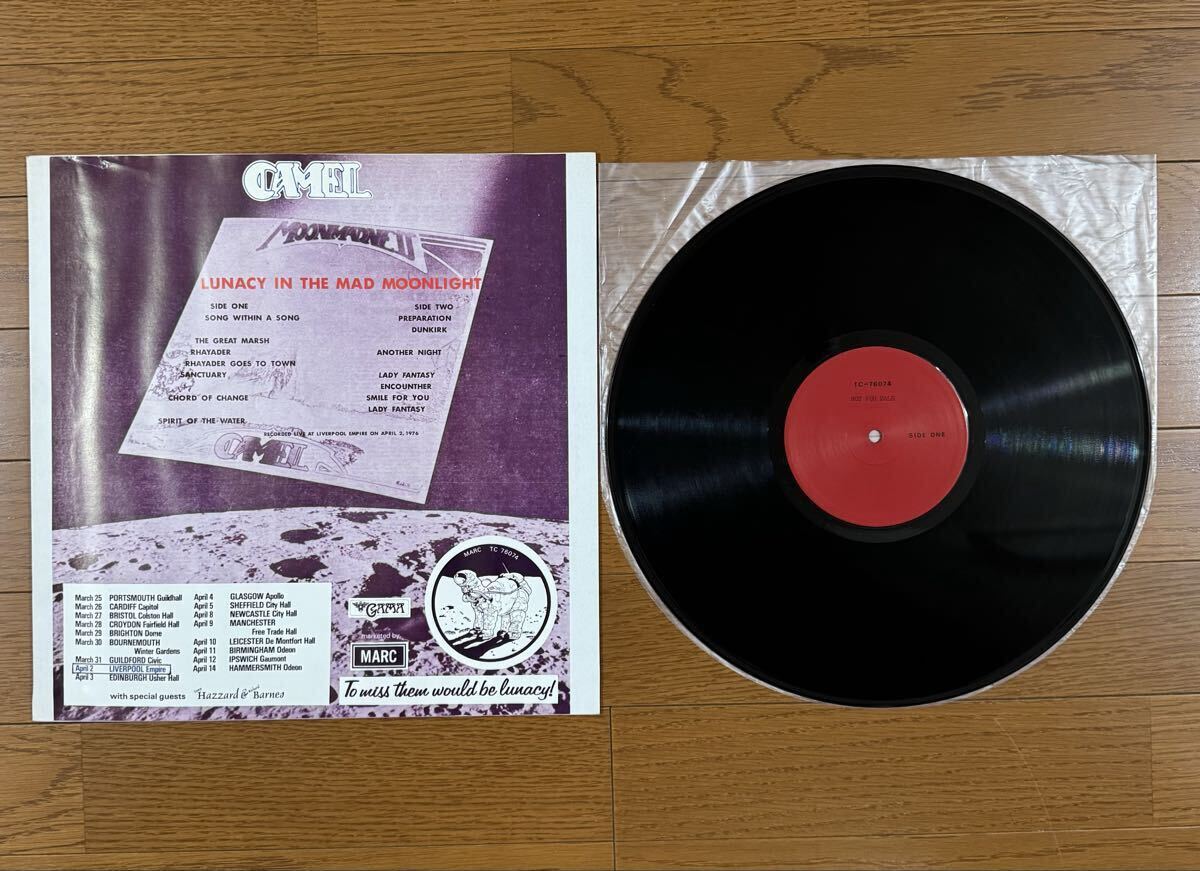 CAMEL
MOONMADNESS
LUNACY IN THE MAD MOONLIGHT
SIDE ONE
SONG WITHIN A SONG
THE GREAT MARSH
RHAYADER
RHAYADER GOES TO TOWN
SANCTUARY
CHORD OF CHANGE
SPIRIT OF THE WATER
SIDE TWO
PREPARATION
DUNKIRK
ANOTHER NIGHT
LADY FANTASY
ENCOUNTHER
SMILE FOR YOU
LADY FANTASY
RECORDED LIVE AT LIVERPOOL EMPIRE ON APRIL 2, 1976
CAMEL
March 25 PORTSMOUTH Guildhall
March 26 CARDIFF Capitol
March 27 BRISTOL Colston Hall
March 28 CROYDON Fairfield Hall
March 29 BRIGHTON Dome
March 30 BOURNEMOUTH
Winter Gardens
March 31 GUILDFORD Civic
April 2 LIVERPOOL Empire
April 3 EDINBURGH Usher Hall
April 4 GLASGOW Apollo
April 5 SHEFFIELD City Hall
April 8 NEWCASTLE City Hall
April 9 MANCHESTER
Free Trade Hall
April 10 LEICESTER De Montfort Hall
April 11 BIRMINGHAM Odeon
April 12 IPSWICH Gaumont
April 14 HAMMERSMITH Odeon
with special guests Hazzard & Barnes
GAMA
marketed by
MARC
MARC TC 76074
To miss them would be lunacy!
TC-76074
NOT FOR SALE
SIDE ONE